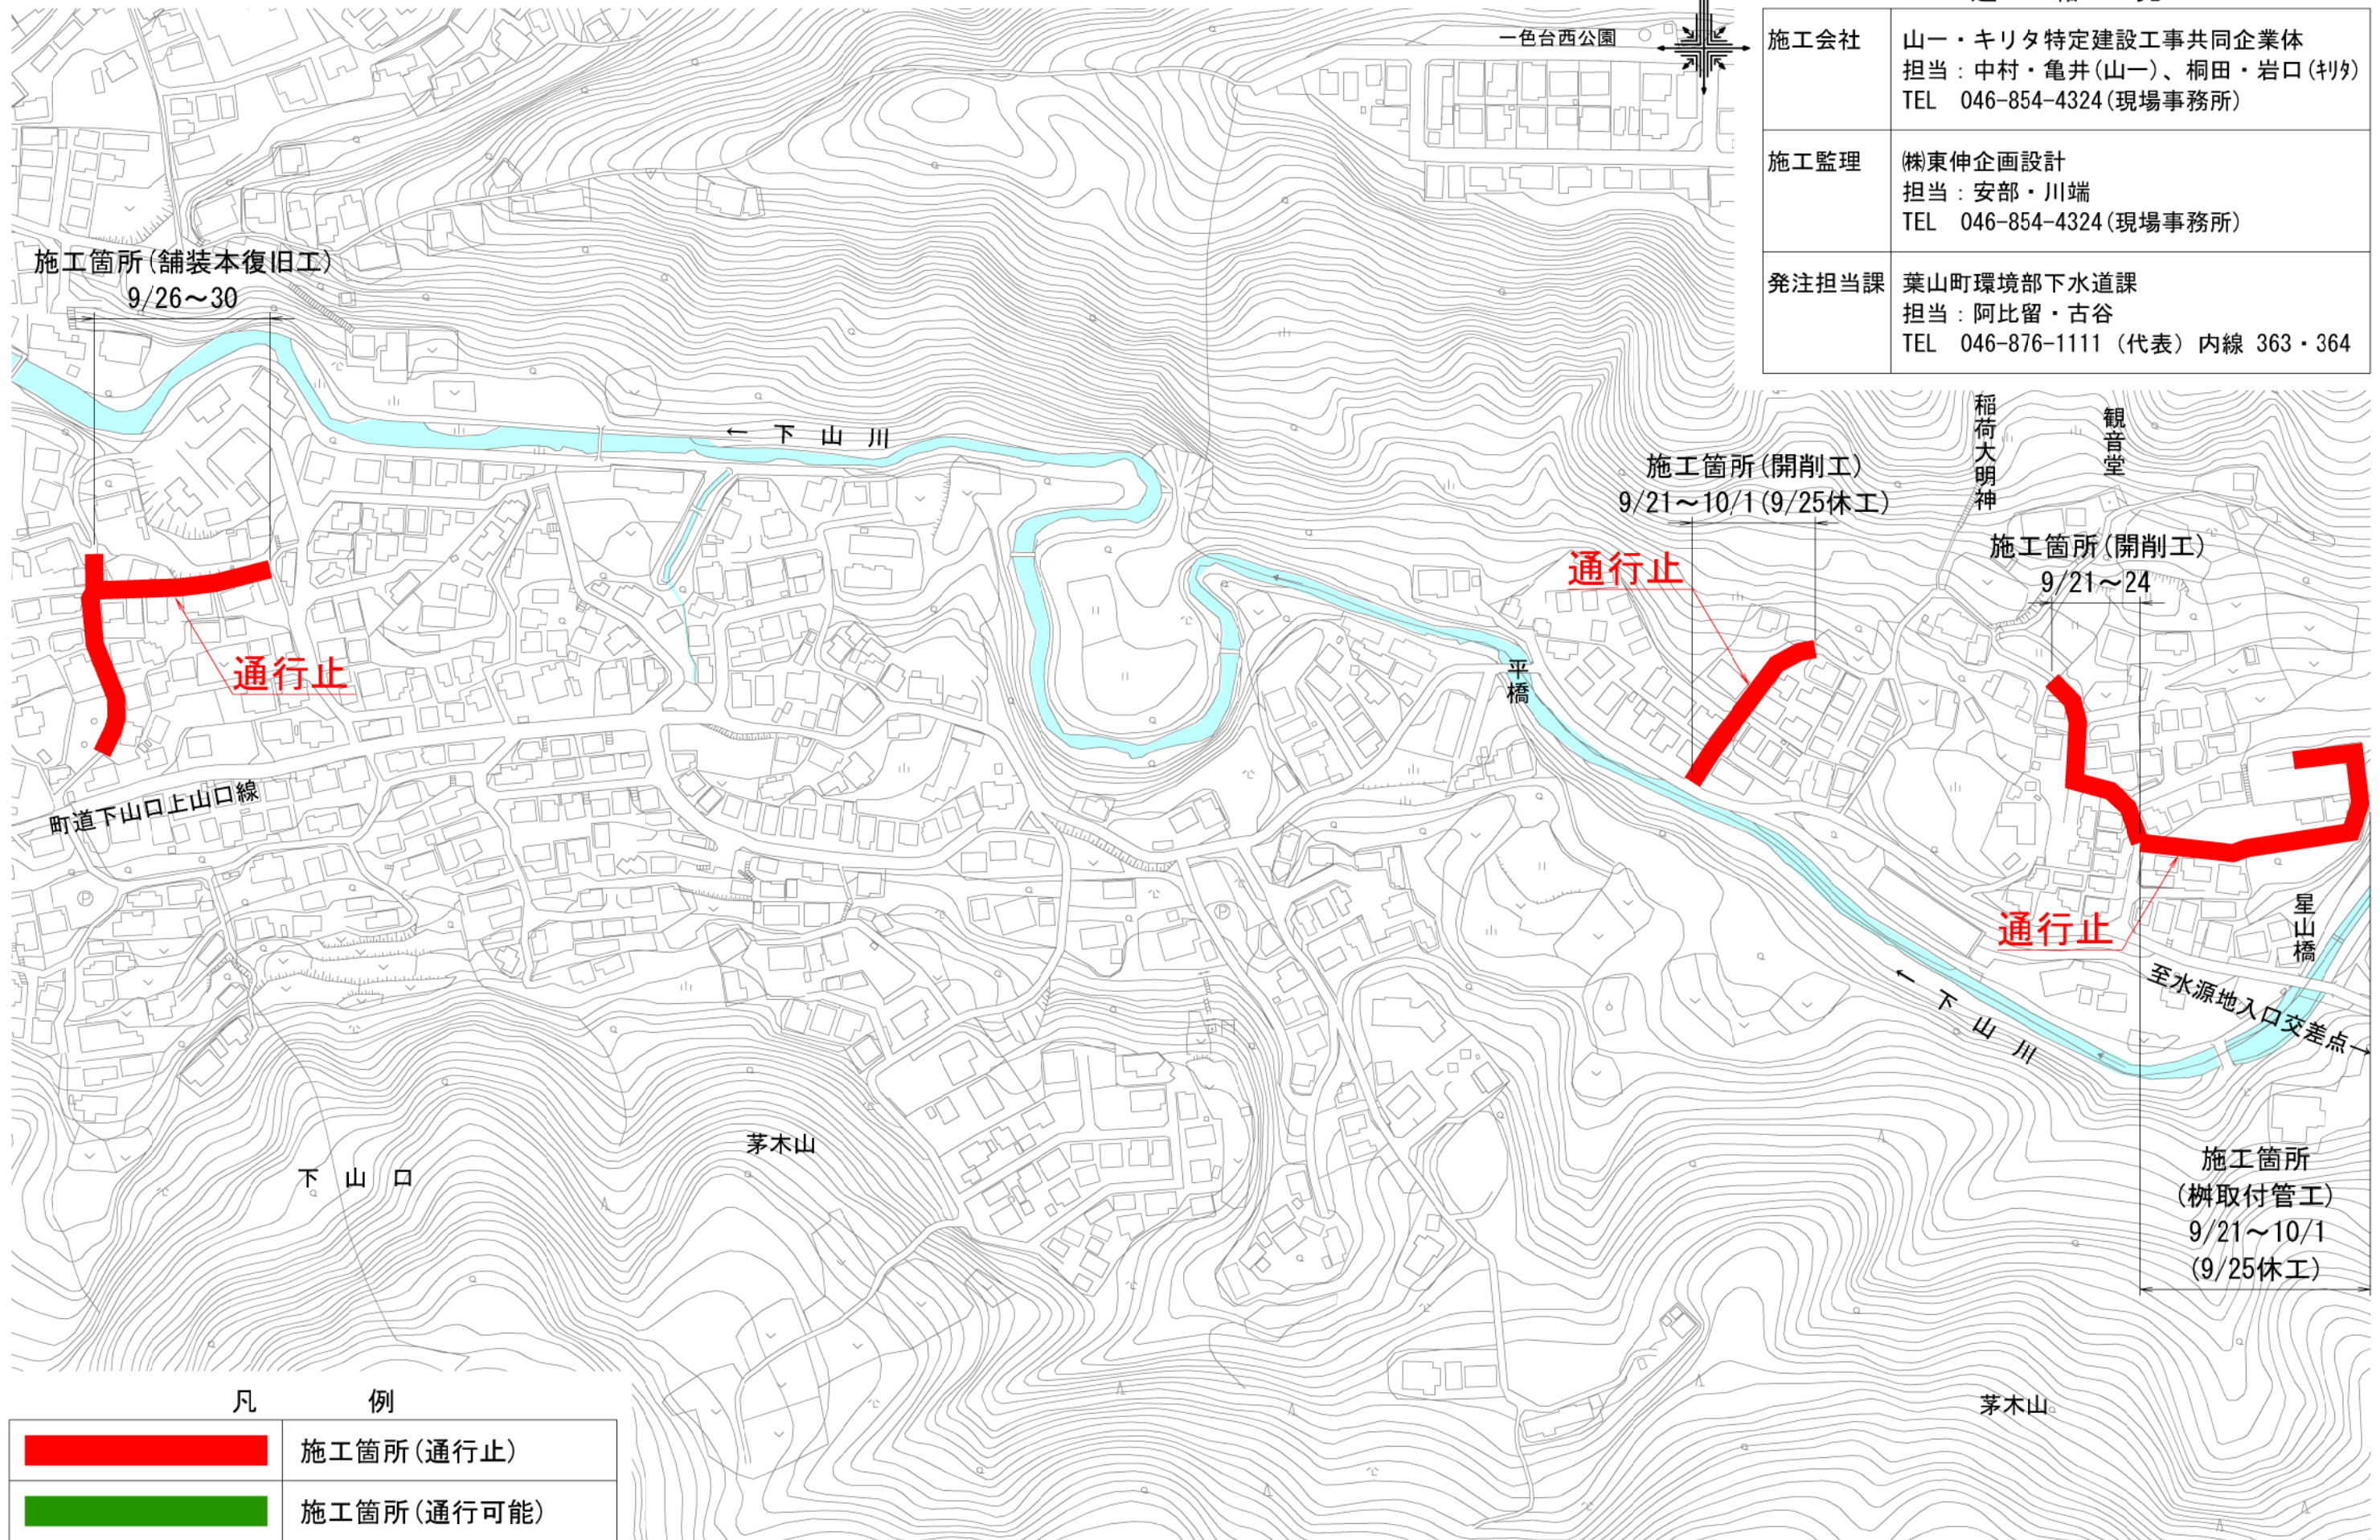 一色台西公園
施工会社
山一・キリタ特定建設工事共同企業体
担当：中村・亀井(山一)、桐田・岩口(ｷﾘﾀ)
TEL 046-854-4324(現場事務所)
施工監理
㈱東伸企画設計
担当：安部・川端
TEL 046-854-4324(現場事務所)
発注担当課
葉山町環境部下水道課
担当：阿比留・古谷
TEL 046-876-1111（代表）内線 363・364
施工箇所(舗装本復旧工)
9/26～30
← 下 山 川
稲荷大明神
観音堂
施工箇所(開削工)
9/21～10/1(9/25休工)
施工箇所(開削工)
9/21～24
通行止
通行止
平橋
町道下山口上山口線
通行止
星山橋
至水源地入口交差点→
← 下 山 川
茅木山
下 山 口
施工箇所
(桝取付管工)
9/21～10/1
(9/25休工)
茅木山
凡 例
施工箇所(通行止)
施工箇所(通行可能)